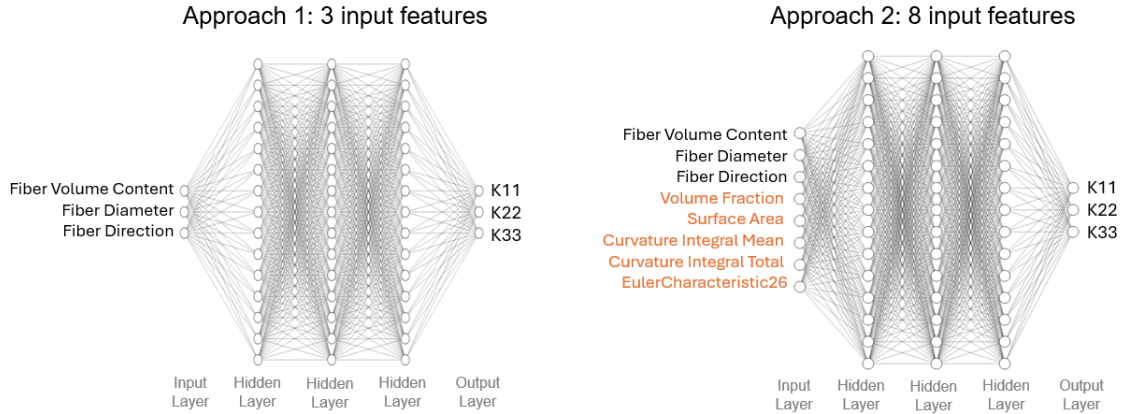 Approach 1: 3 input features
Fiber Volume Content
Fiber Diameter
Fiber Direction
K11
K22
K33
Input
Layer
Hidden
Layer
Hidden
Layer
Hidden
Layer
Output
Layer
Approach 2: 8 input features
Fiber Volume Content
Fiber Diameter
Fiber Direction
Volume Fraction
Surface Area
Curvature Integral Mean
Curvature Integral Total
EulerCharacteristic26
K11
K22
K33
Input
Layer
Hidden
Layer
Hidden
Layer
Hidden
Layer
Output
Layer